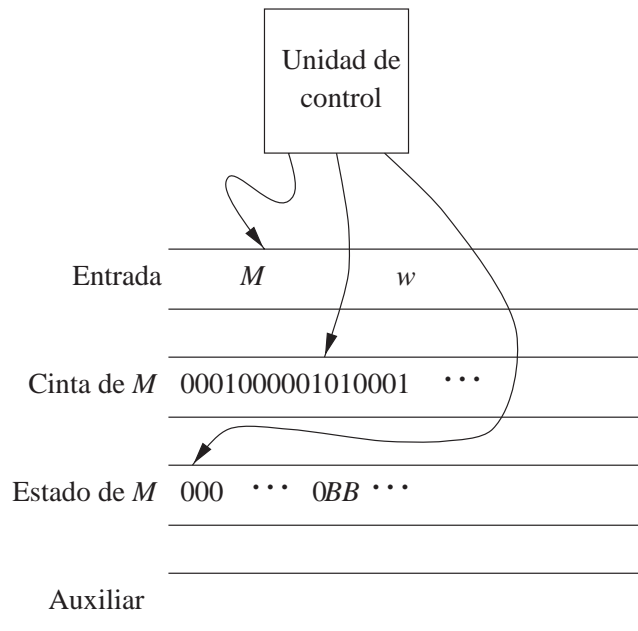 Unidad de
control
Entrada M w
Cinta de M 0001000001010001 ···
Estado de M 000 ··· 0BB ···
Auxiliar